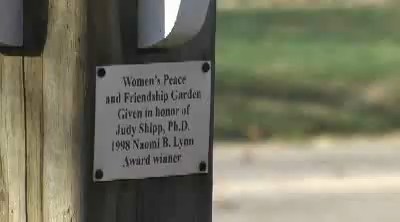 Women's Peace
and Friendship Garden
Given in honor of
Judy Shipp, Ph.D.
1998 Naomi B. Lynn
Award winner